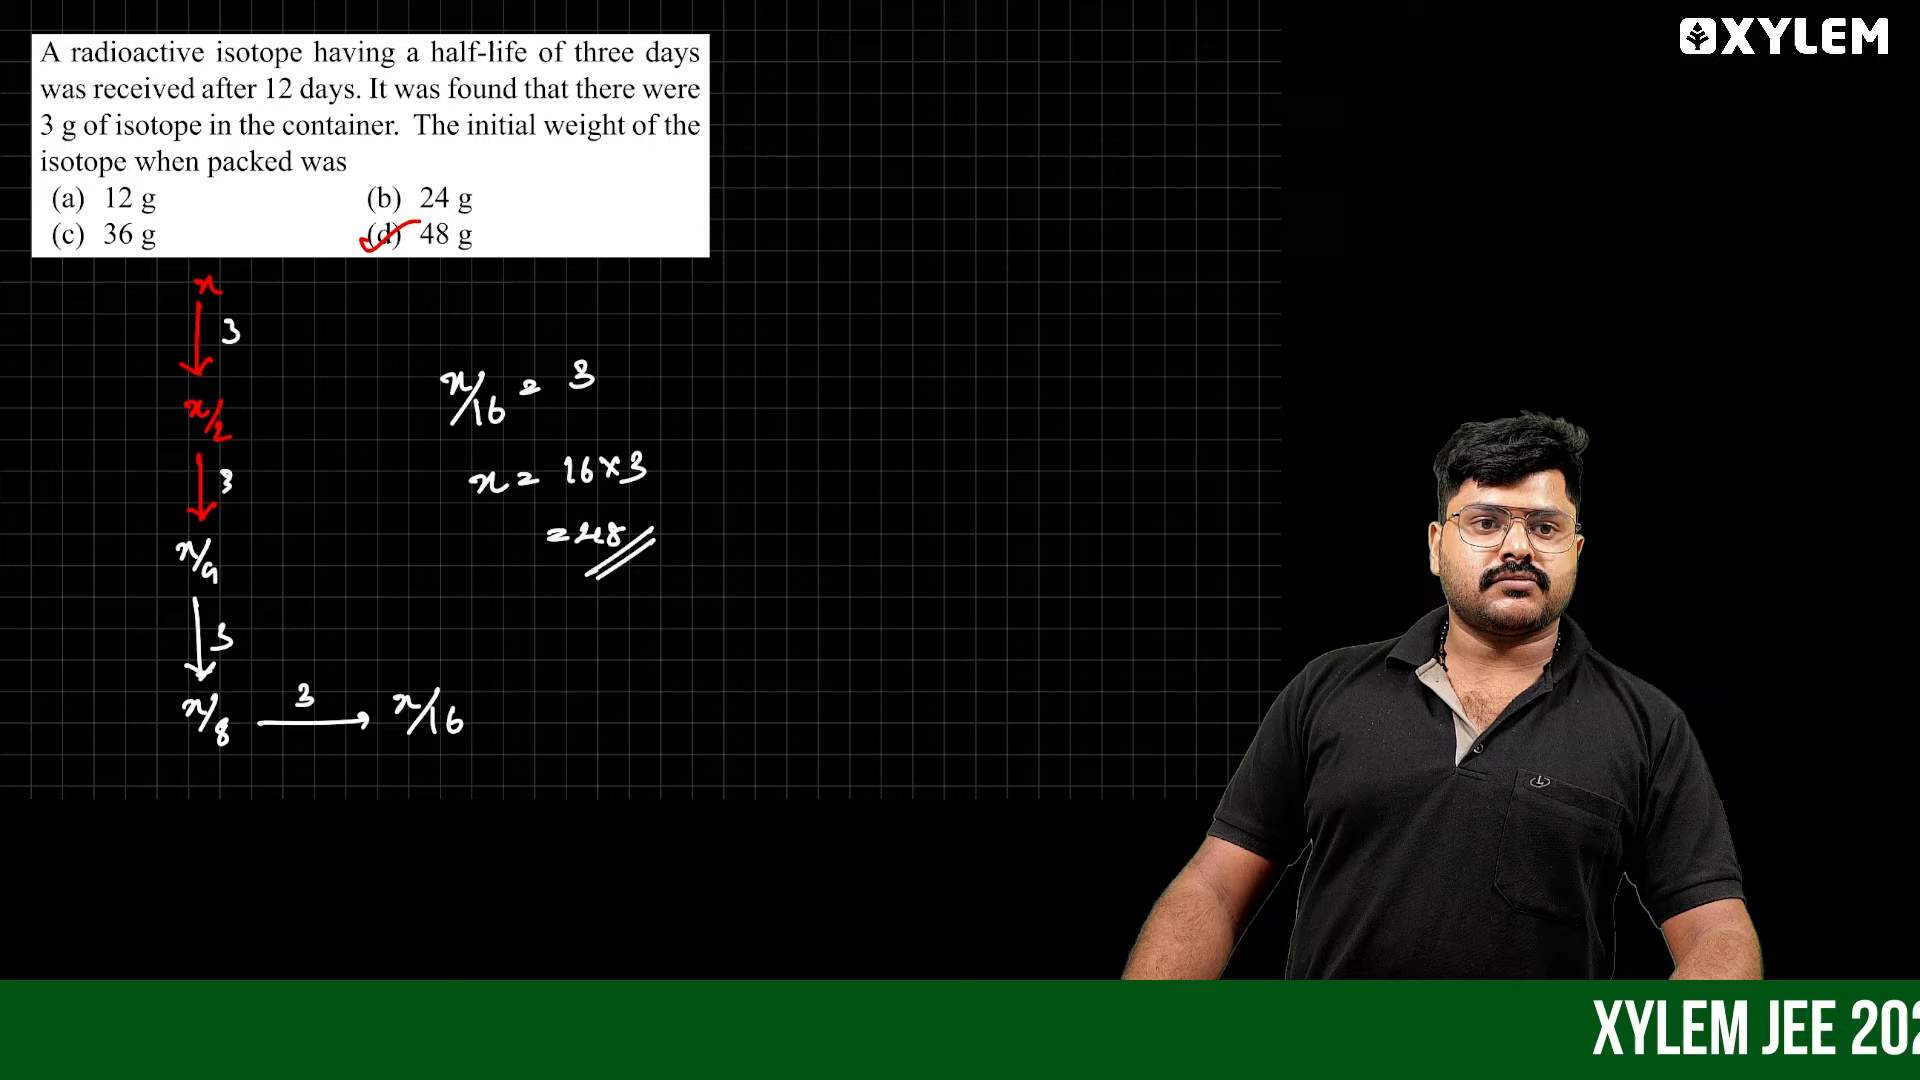 XYLEM
A radioactive isotope having a half-life of three days
was received after 12 days. It was found that there were
3 g of isotope in the container. The initial weight of the
isotope when packed was
(a) 12 g (b) 24 g
(c) 36 g (d) 48 g
x
3
x/2
3
x/4
3
x/8 3 x/16
x/16 = 3
x = 16×3
= 48
XYLEM JEE 202